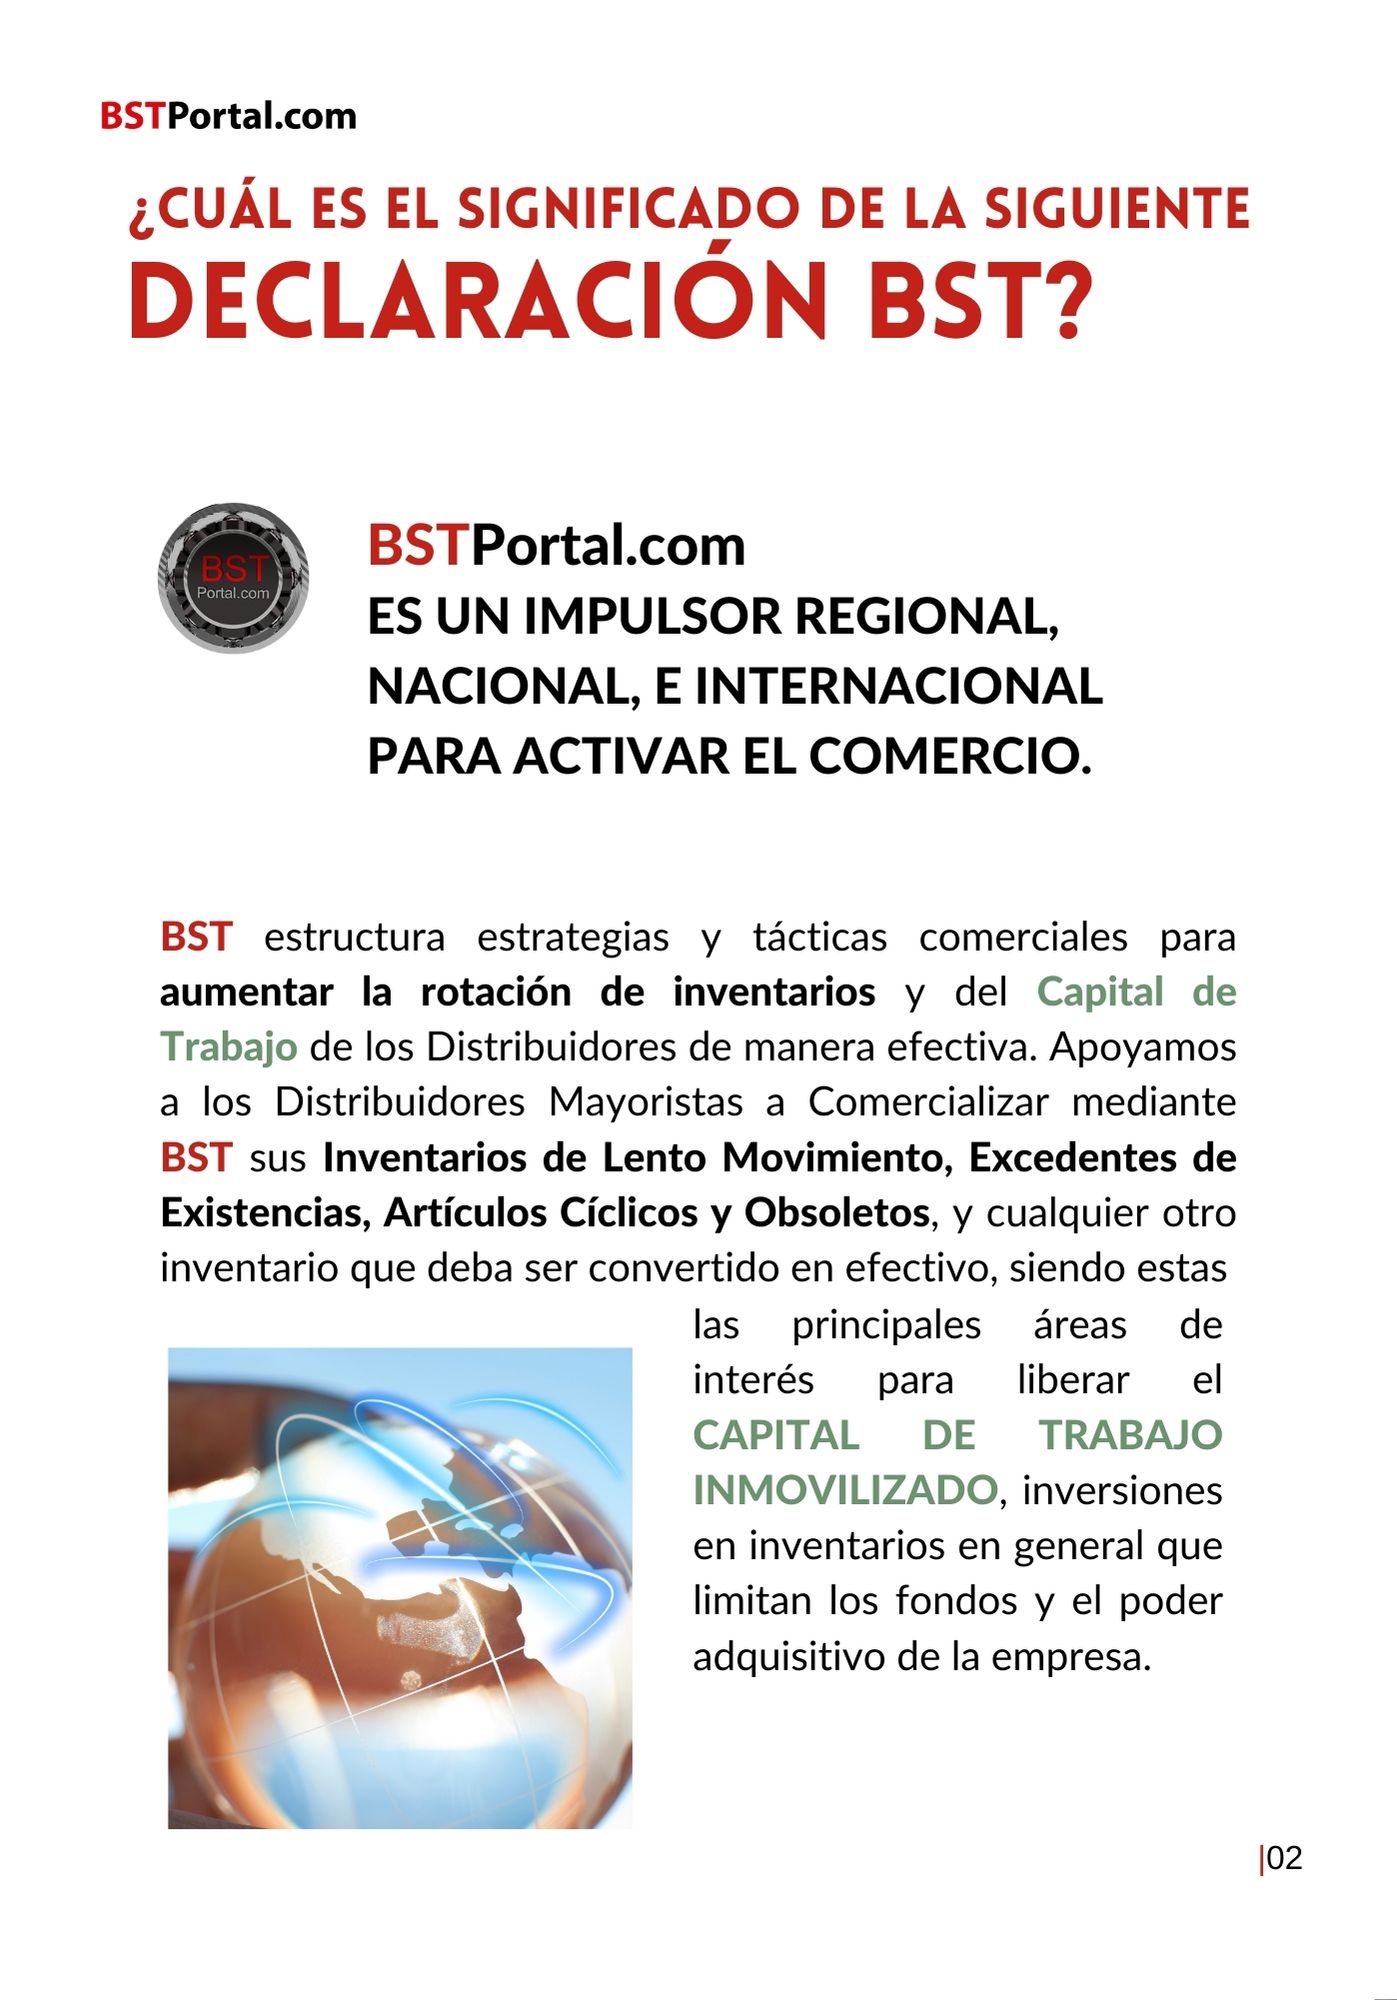 BSTPortal.com
¿CUÁL ES EL SIGNIFICADO DE LA SIGUIENTE
DECLARACIÓN BST?
BST
Portal.com
BSTPortal.com
ES UN IMPULSOR REGIONAL,
NACIONAL, E INTERNACIONAL
PARA ACTIVAR EL COMERCIO.
BST estructura estrategias y tácticas comerciales para
aumentar la rotación de inventarios y del Capital de
Trabajo de los Distribuidores de manera efectiva. Apoyamos
a los Distribuidores Mayoristas a Comercializar mediante
BST sus Inventarios de Lento Movimiento, Excedentes de
Existencias, Artículos Cíclicos y Obsoletos, y cualquier otro
inventario que deba ser convertido en efectivo, siendo estas
las principales áreas de
interés para liberar el
CAPITAL DE TRABAJO
INMOVILIZADO, inversiones
en inventarios en general que
limitan los fondos y el poder
adquisitivo de la empresa.
|02